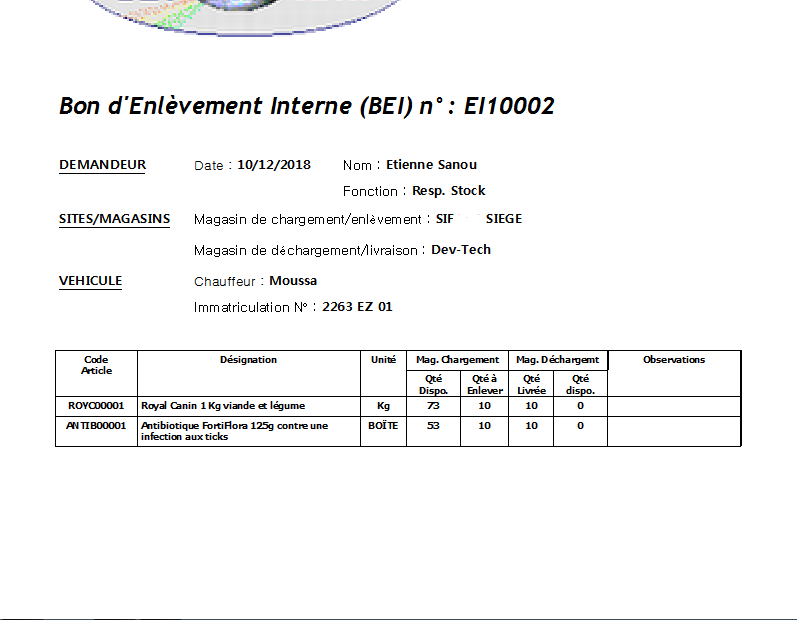 Bon d'Enlèvement Interne (BEI) n° : EI10002
DEMANDEUR Date : 10/12/2018 Nom : Etienne Sanou
Fonction : Resp. Stock
SITES/MAGASINS Magasin de chargement/enlèvement : SIF SIEGE
Magasin de déchargement/livraison : Dev-Tech
VEHICULE Chauffeur : Moussa
Immatriculation N° : 2263 EZ 01
Code Article Désignation Unité Mag. Chargement Mag. Déchargemt Observations
Qté Dispo. Qté à Enlever Qté Livrée Qté dispo.
ROYC00001 Royal Canin 1 Kg viande et légume Kg 73 10 10 0
ANTIB00001 Antibiotique FortiFlora 125g contre une BOÎTE 53 10 10 0
infection aux ticks